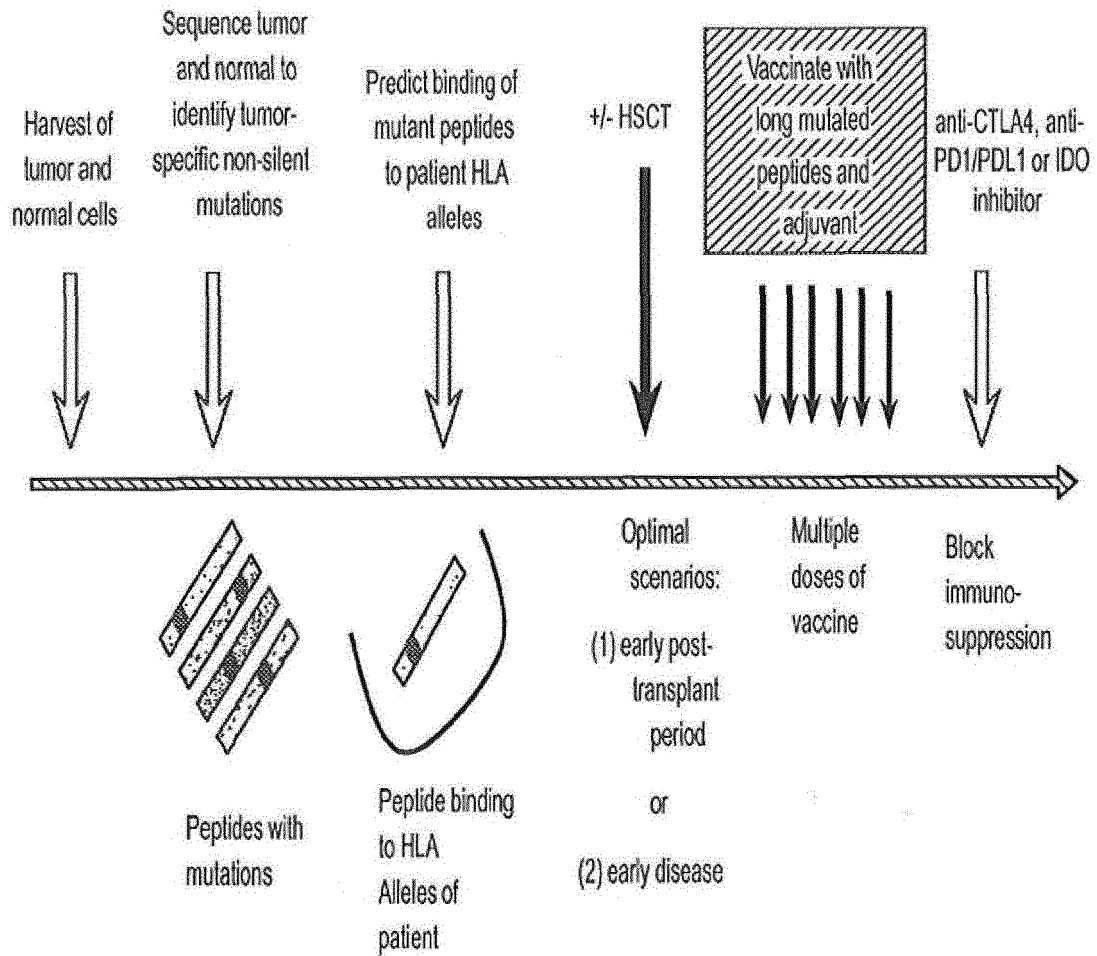 Harvest of
tumor and
normal cells
Sequence tumor
and normal to
identify tumor-
specific non-silent
mutations
Predict binding of
mutant peptides
to patient HLA
alleles
+/- HSCT
Vaccinate with
long mutated
peptides and
adjuvant
anti-CTLA4, anti-
PD1/PDL1 or IDO
inhibitor
Peptides with
mutations
Peptide binding
to HLA
Alleles of
patient
Optimal
scenarios:
(1) early post-
transplant
period
or
(2) early disease
Multiple
doses of
vaccine
Block
immuno-
suppression